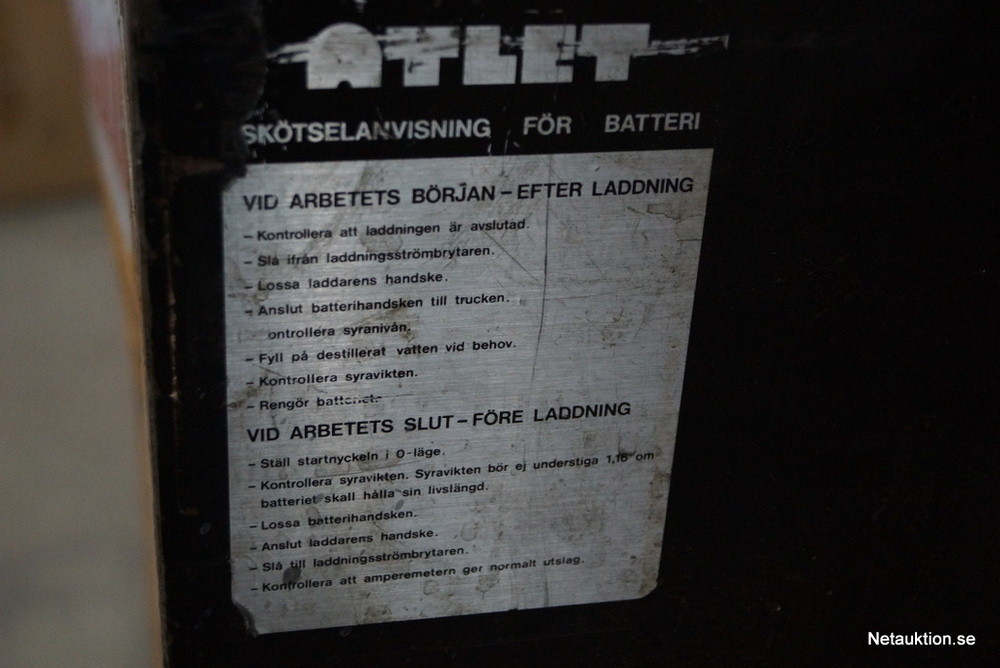 ATLET
SKÖTSELANVISNING FÖR BATTERI
VID ARBETETS BÖRJAN – EFTER LADDNING
– Kontrollera att laddningen är avslutad.
– Slå ifrån laddningsströmbrytaren.
– Lossa laddarens handske.
– Anslut batterihandsken till trucken.
ontrollera syranivån.
– Fyll på destillerat vatten vid behov.
– Kontrollera syravikten.
– Rengör batteriet.
VID ARBETETS SLUT – FÖRE LADDNING
– Ställ startnyckeln i 0-läge.
– Kontrollera syravikten. Syravikten bör ej understiga 1,16 om
batteriet skall hålla sin livslängd.
– Lossa batterihandsken.
– Anslut laddarens handske.
– Slå till laddningsströmbrytaren.
– Kontrollera att amperemetern ger normalt utslag.
Netauktion.se